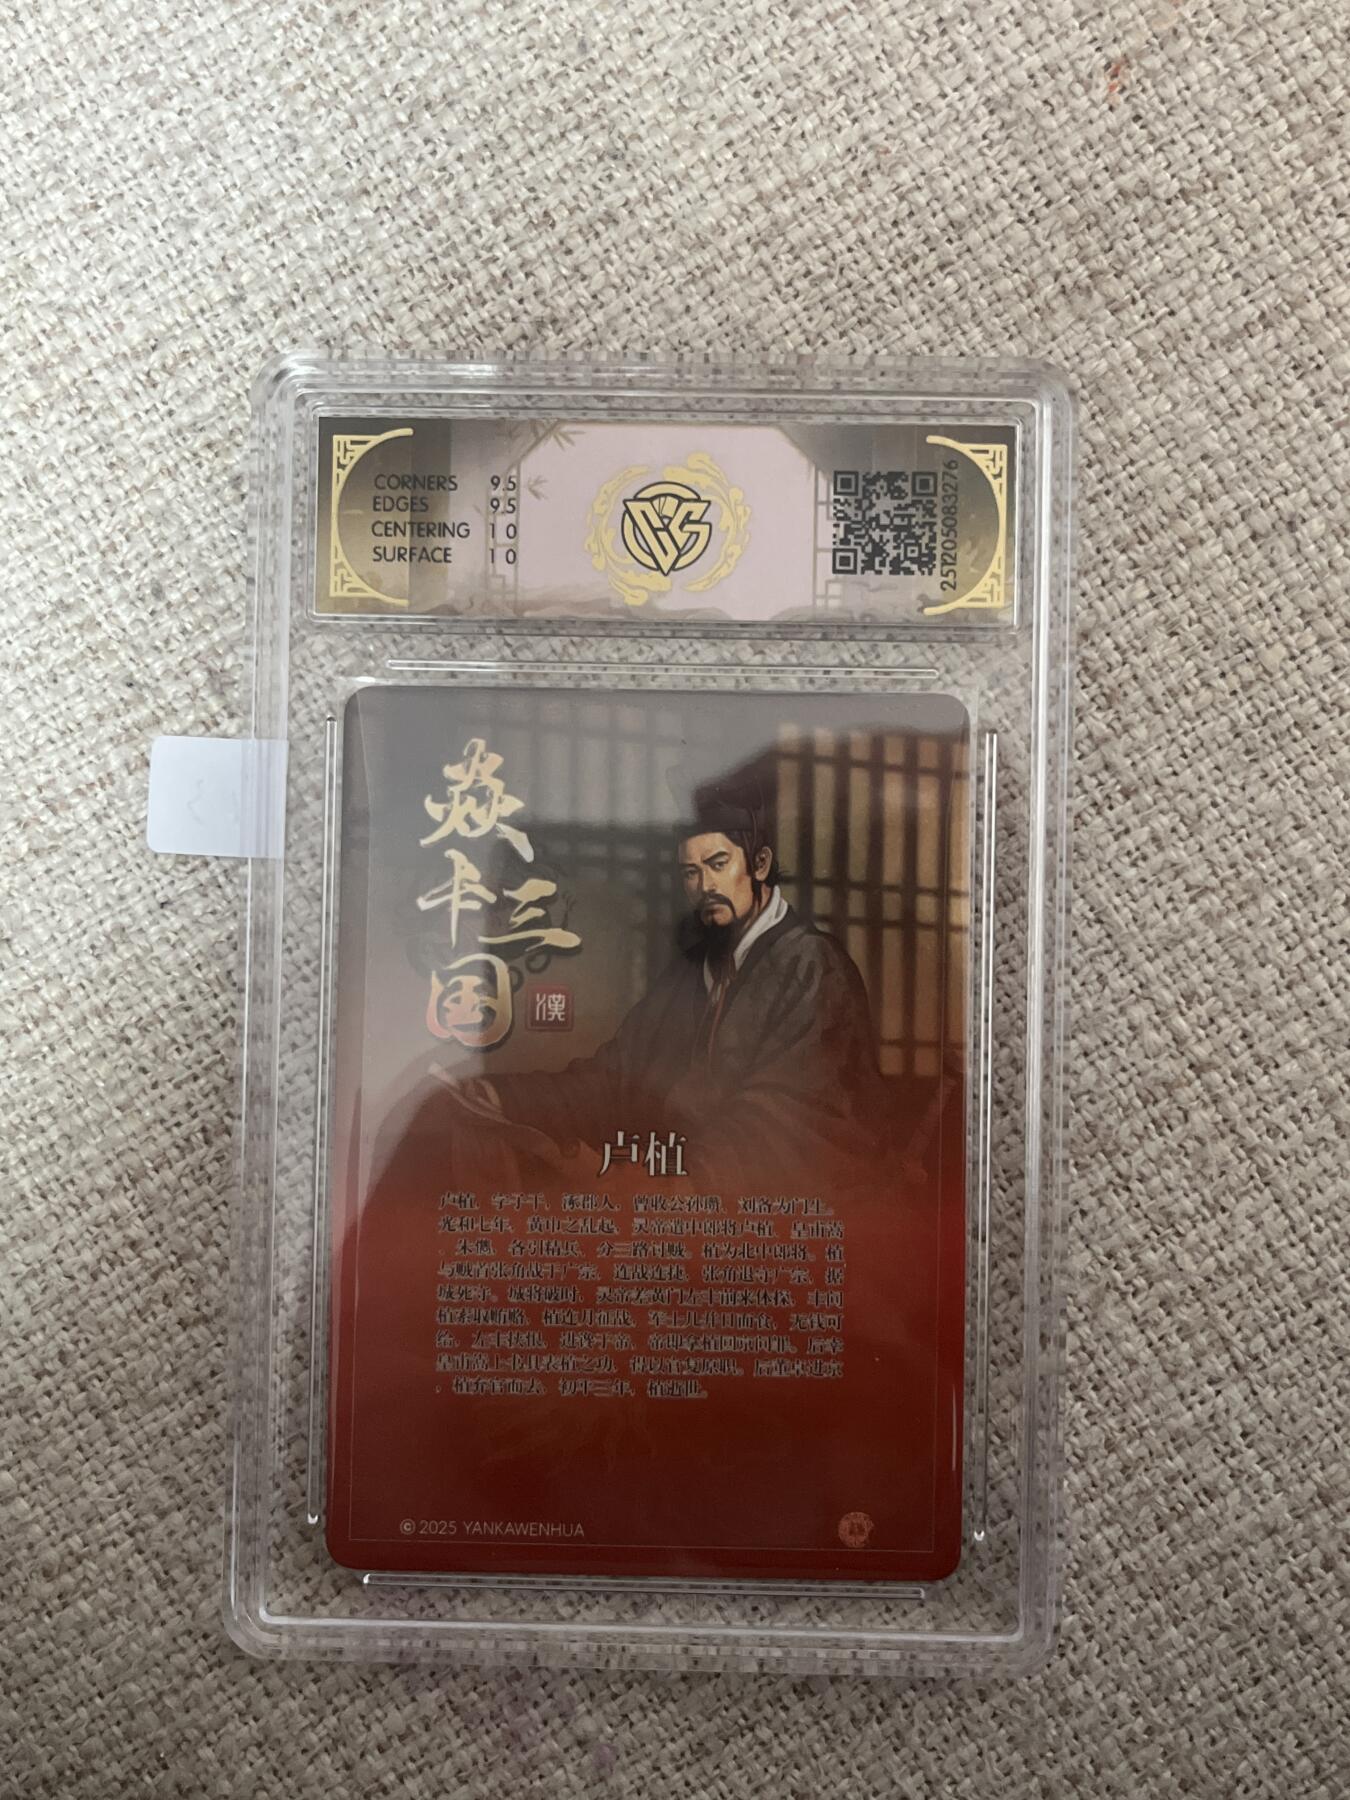 CORNERS 9.5
EDGES 9.5
CENTERING 10
SURFACE 10
CCS
251205083276
焱卡三国
漢
卢植
卢植，字子干，涿郡人，曾收公孙瓒、刘备为门生。
光和七年，黄巾之乱起，灵帝遣中郎将卢植、皇甫嵩
、朱儁，各引精兵，分三路讨贼。植为北中郎将。植
与贼首张角战于广宗，连战连捷，张角退守广宗，据
城死守。城将破时，灵帝差黄门左丰前来体探，丰问
植索取贿赂，植连月征战，军士几并日而食，无钱可
给，左丰挟恨，进谗于帝，帝即拿植回京问罪。后幸
皇甫嵩上书具表植之功，得以官复原职。后董卓进京
，植弃官而去，初平三年，植逝世。
© 2025 YANKAWENHUA